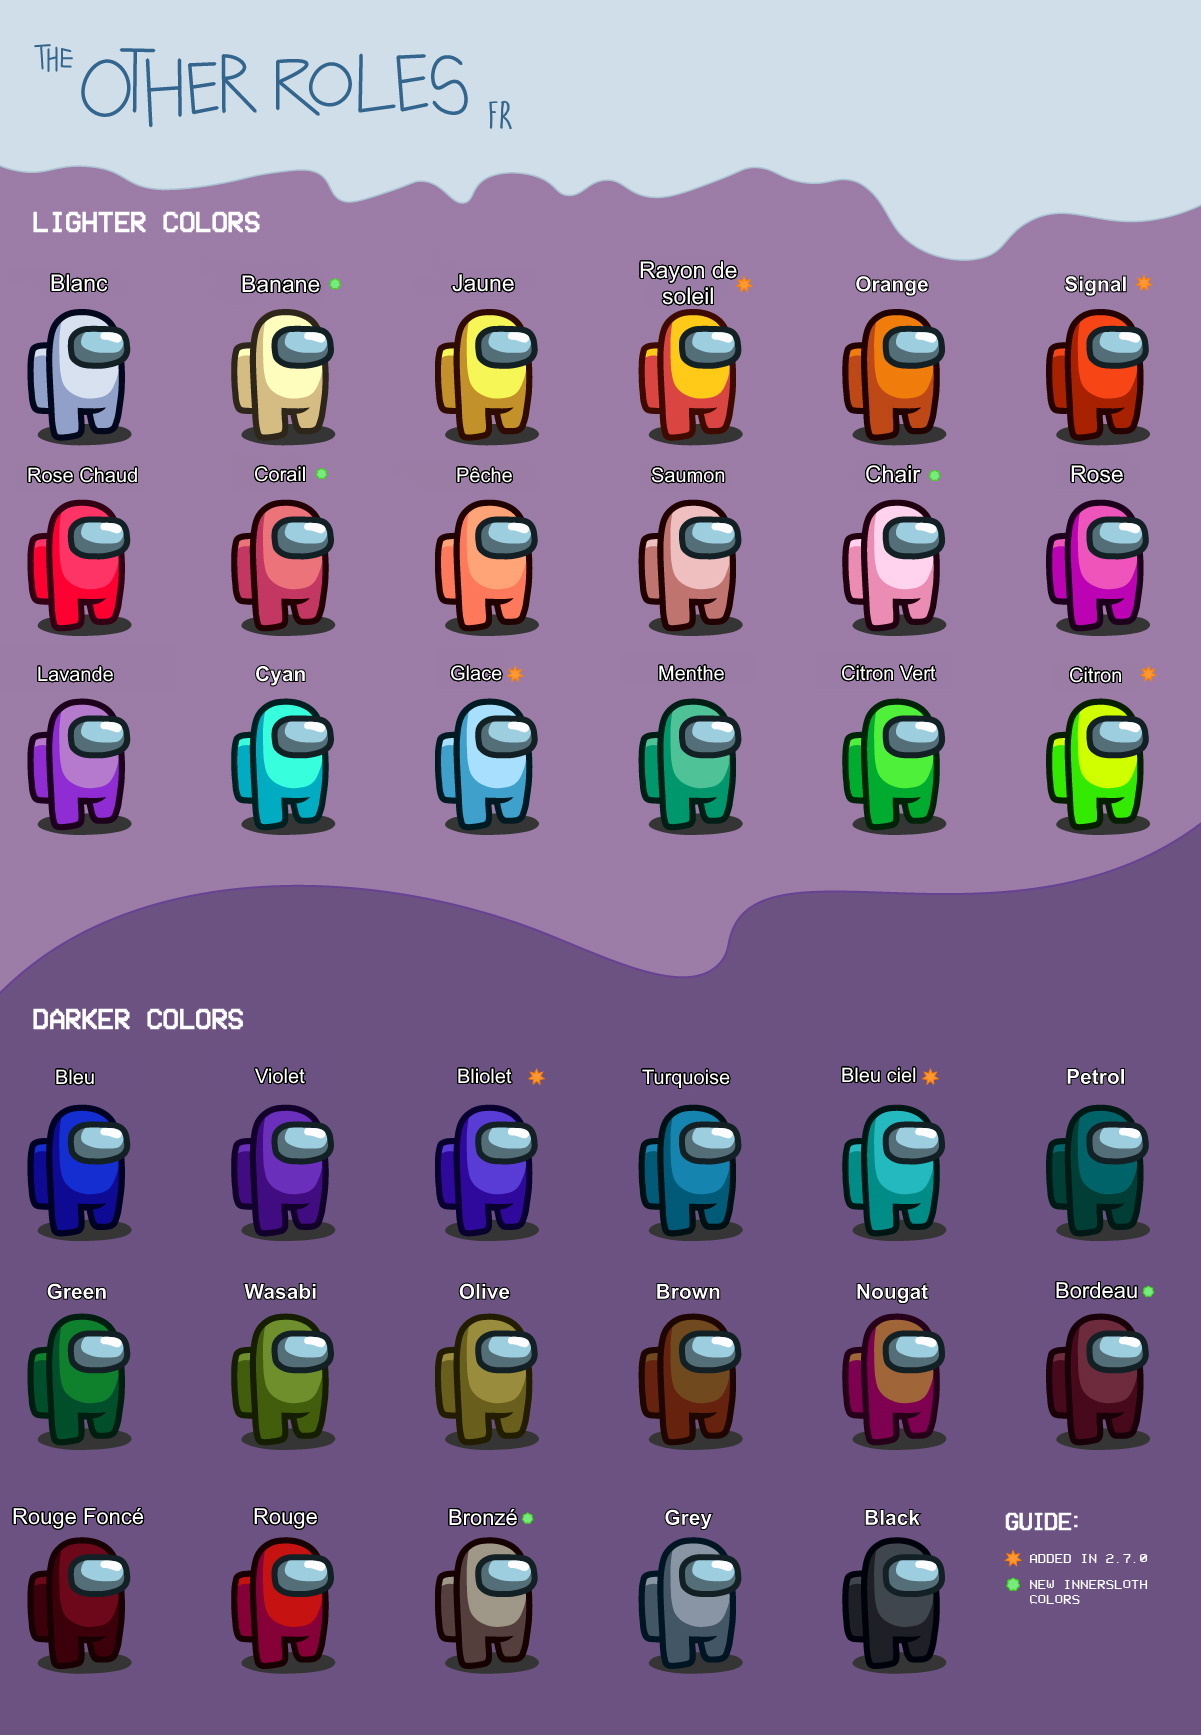 THE OTHER ROLES FR
LIGHTER COLORS
Blanc
Banane
Jaune
Rayon de
soleil
Orange
Signal
Rose Chaud
Corail
Pêche
Saumon
Chair
Rose
Lavande
Cyan
Glace
Menthe
Citron Vert
Citron
DARKER COLORS
Bleu
Violet
Bliolet
Turquoise
Bleu ciel
Petrol
Green
Wasabi
Olive
Brown
Nougat
Bordeau
Rouge Foncé
Rouge
Bronzé
Grey
Black
GUIDE:
ADDED IN 2.7.0
NEW INNERSLOTH
COLORS